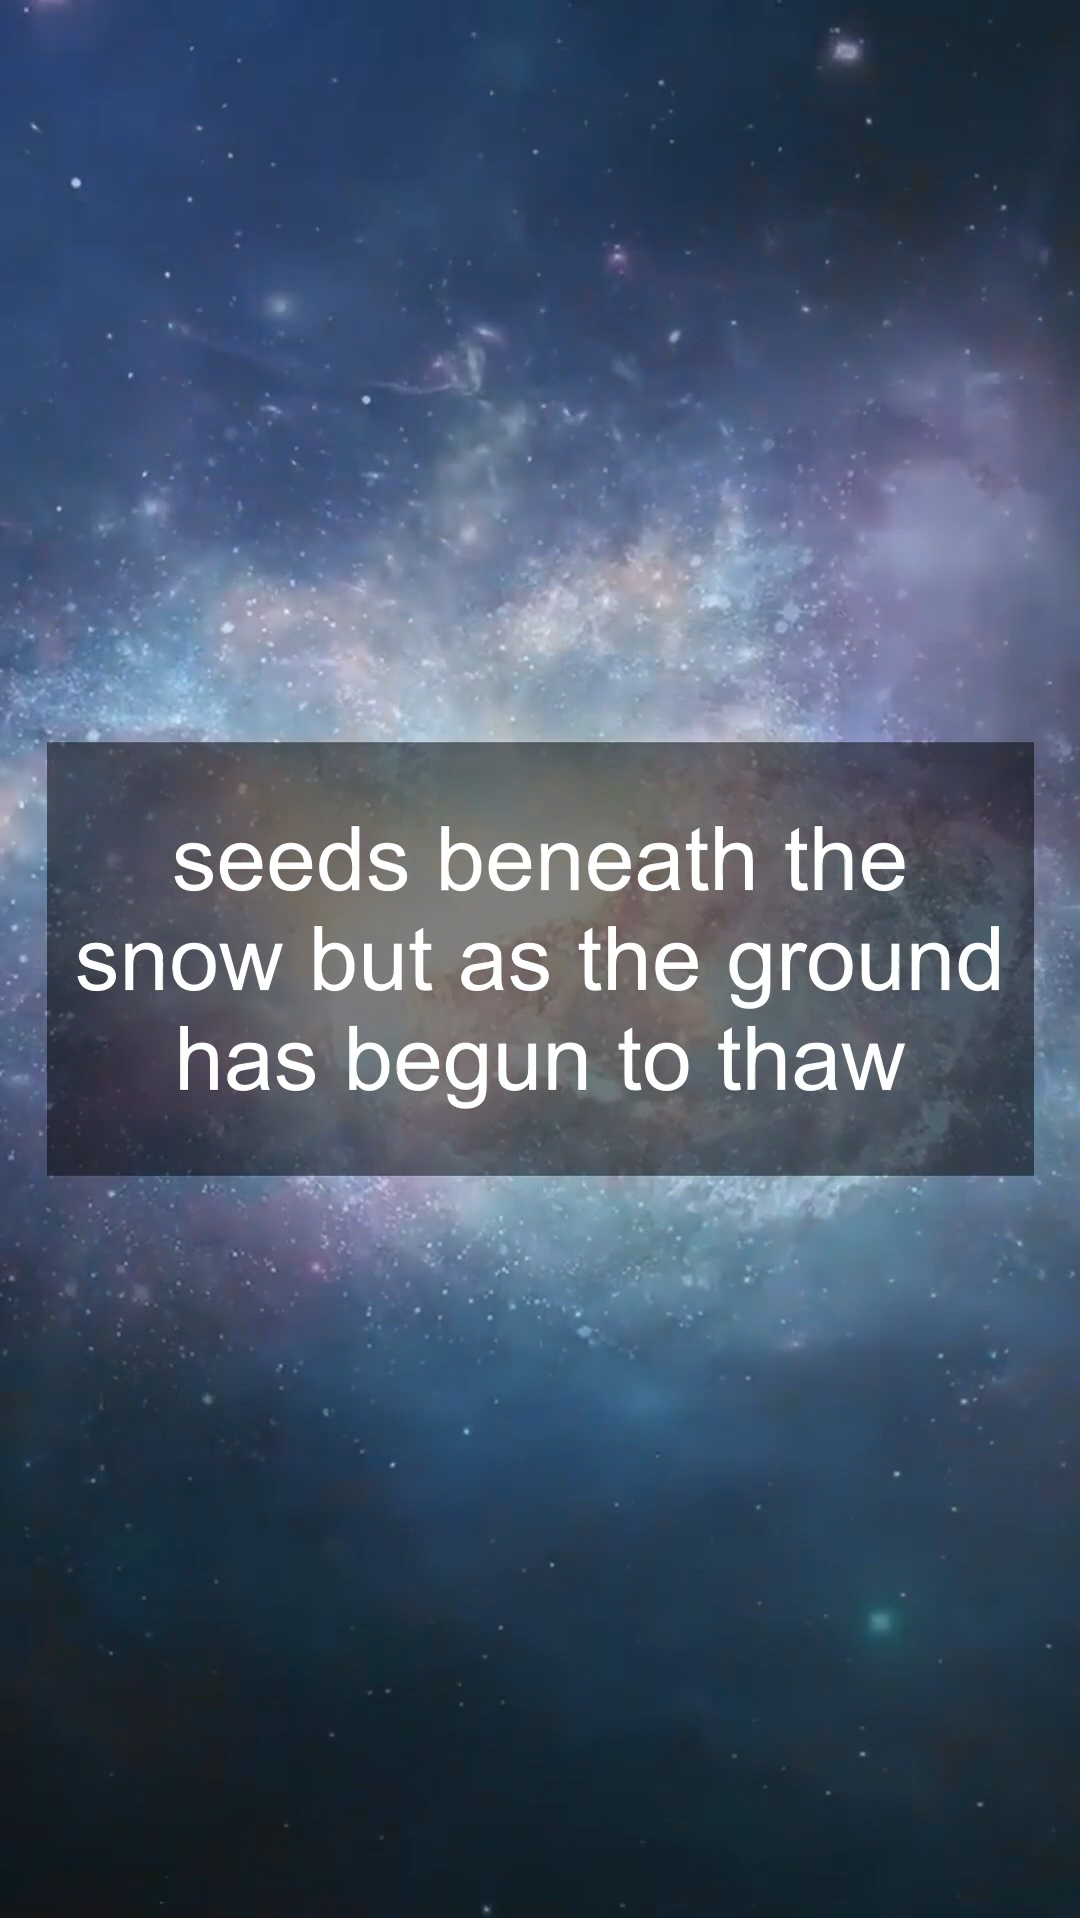 seeds beneath the
snow but as the ground
has begun to thaw